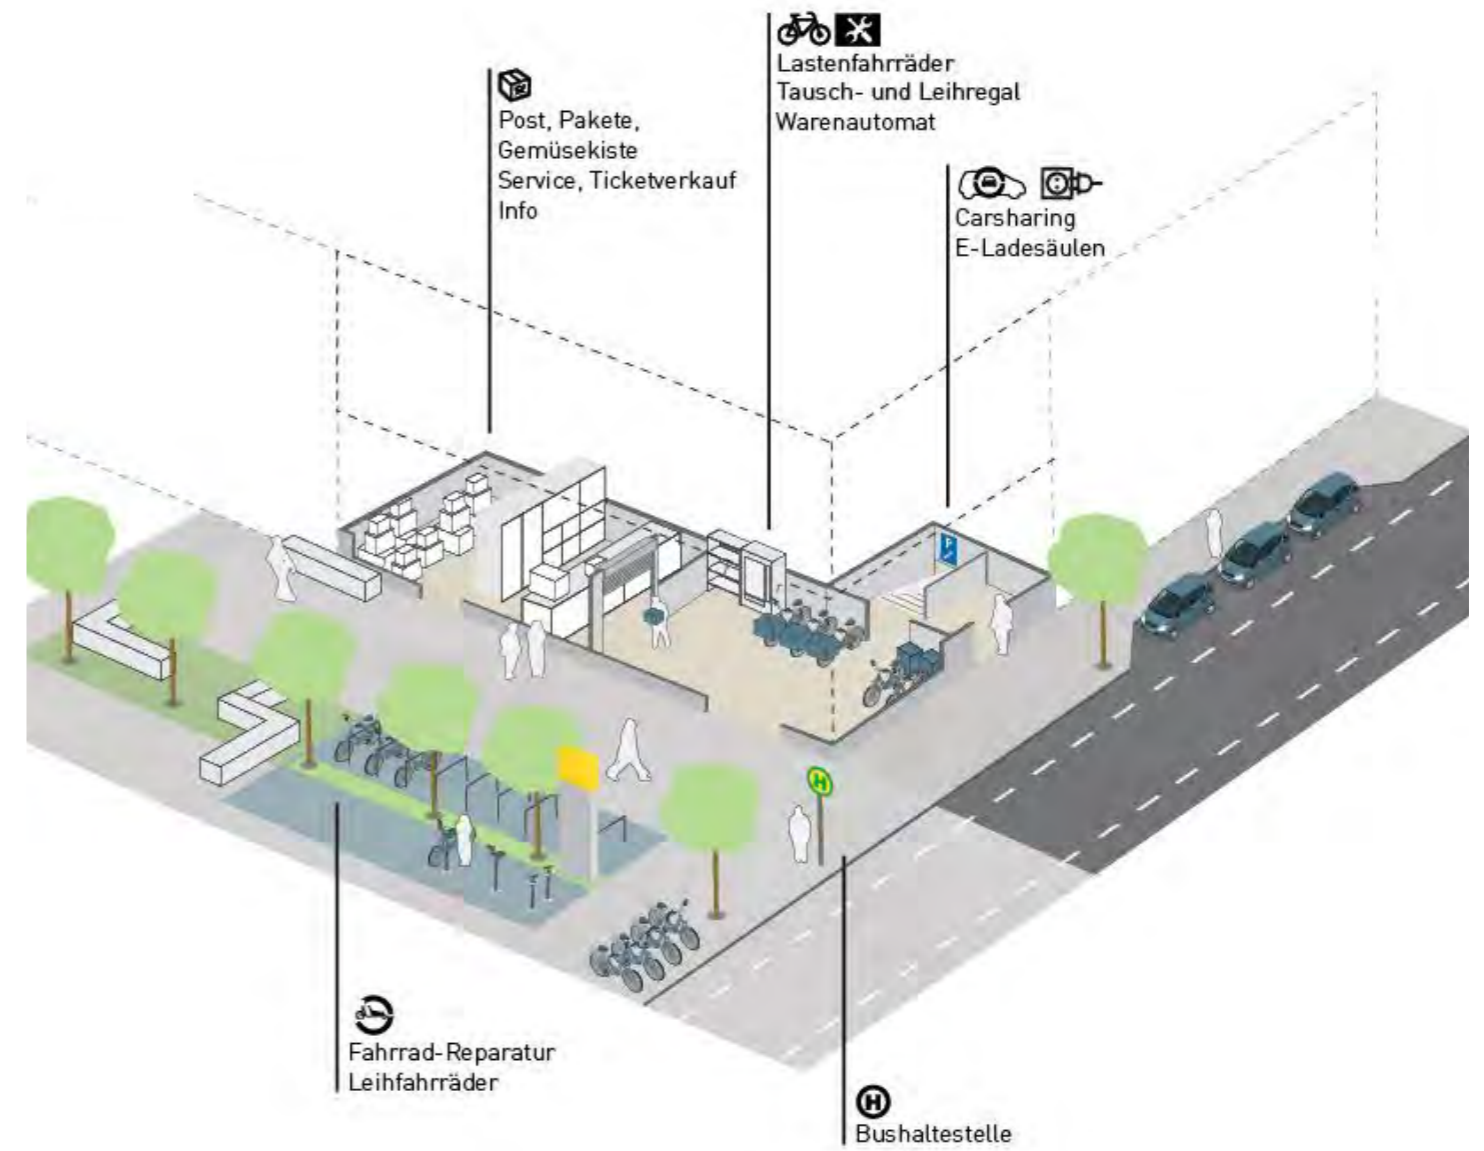 Lastenfahrräder
Tausch- und Leihregal
Warenautomat
Post, Pakete,
Gemüsekiste
Service, Ticketverkauf
Info
Carsharing
E-Ladesäulen
P
H
Fahrrad-Reparatur
Leihfahrräder
H
Bushaltestelle